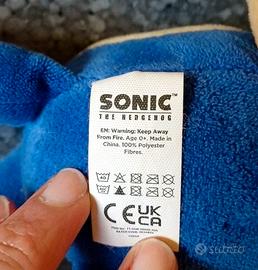 SONIC™
THE HEDGEHOG
EN: Warning: Keep Away
From Fire. Age 0+. Made in
China. 100% Polyester
Fibres.
CE UK
CA
subito